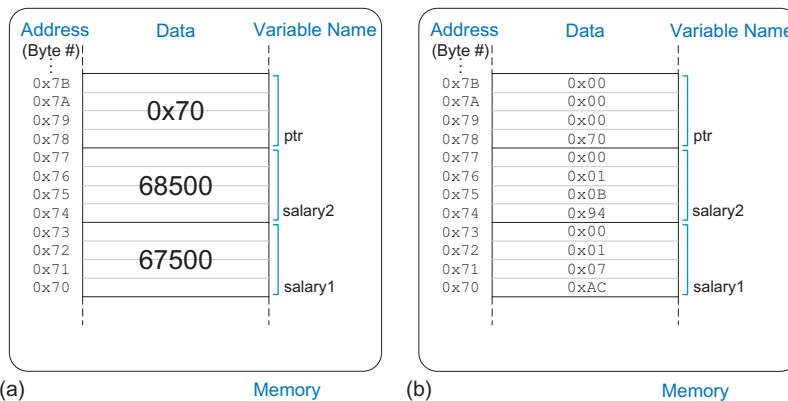 Address Data Variable Name
(Byte #)
⋮
0x7B
0x7A
0x79
0x78
0x70
ptr
0x77
0x76
0x75
0x74
68500
salary2
0x73
0x72
0x71
0x70
67500
salary1
(a) Memory
Address Data Variable Name
(Byte #)
⋮
0x7B 0x00
0x7A 0x00
0x79 0x00
0x78 0x70 ptr
0x77 0x00
0x76 0x01
0x75 0x0B
0x74 0x94 salary2
0x73 0x00
0x72 0x01
0x71 0x07
0x70 0xAC salary1
(b) Memory